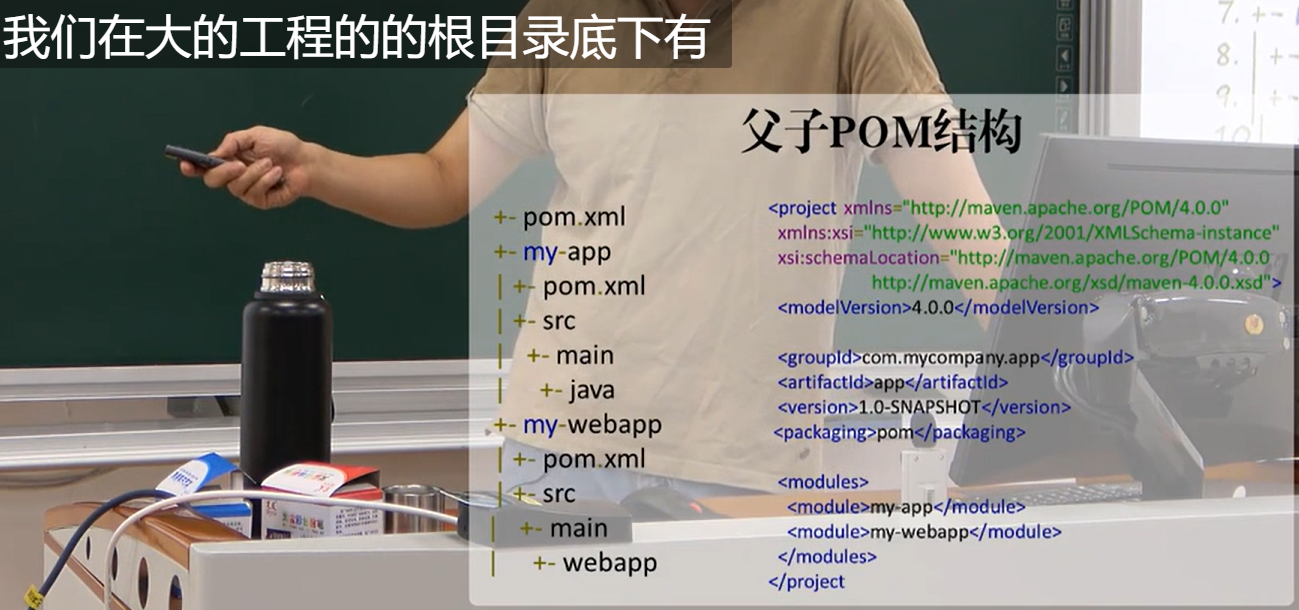 我们在大的工程的的根目录底下有
7. +-
8. | +-
9. | +-
父子POM结构
+- pom.xml
+- my-app
| +- pom.xml
| +- src
| +- main
| +- java
+- my-webapp
| +- pom.xml
| +- src
| +- main
| +- webapp
<project xmlns="http://maven.apache.org/POM/4.0.0"
xmlns:xsi="http://www.w3.org/2001/XMLSchema-instance"
xsi:schemaLocation="http://maven.apache.org/POM/4.0.0
http://maven.apache.org/xsd/maven-4.0.0.xsd">
<modelVersion>4.0.0</modelVersion>
<groupId>com.mycompany.app</groupId>
<artifactId>app</artifactId>
<version>1.0-SNAPSHOT</version>
<packaging>pom</packaging>
<modules>
<module>my-app</module>
<module>my-webapp</module>
</modules>
</project